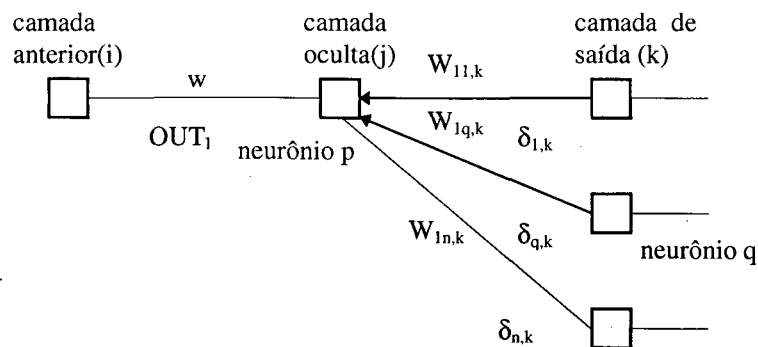 camada anterior(i)
camada oculta(j)
camada de saída (k)
w
OUT₁
neurônio p
W₁₁,ₖ
W₁q,ₖ
W₁ₙ,ₖ
δ₁,ₖ
δq,ₖ
neurônio q
δₙ,ₖ